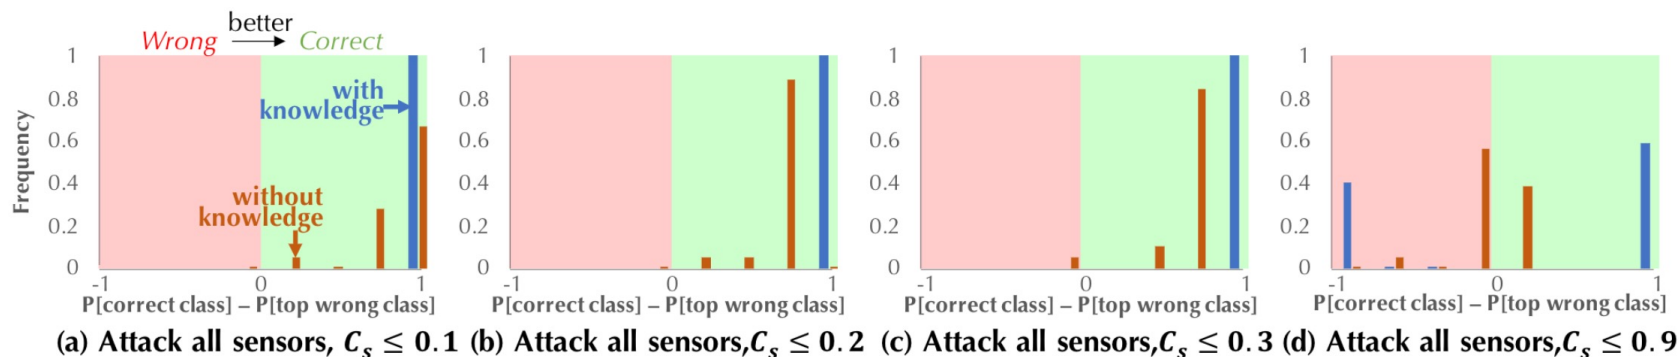 better
Wrong Correct
Frequency
1
0.8
0.6
0.4
0.2
0
with
knowledge
without
knowledge
-1 0 1
P[correct class] – P[top wrong class]
(a) Attack all sensors, Cₛ ≤ 0.1
1
0.8
0.6
0.4
0.2
0
-1 0 1
P[correct class] – P[top wrong class]
(b) Attack all sensors,Cₛ ≤ 0.2
1
0.8
0.6
0.4
0.2
0
-1 0 1
P[correct class] – P[top wrong class]
(c) Attack all sensors,Cₛ ≤ 0.3
1
0.8
0.6
0.4
0.2
0
-1 0 1
P[correct class] – P[top wrong class]
(d) Attack all sensors,Cₛ ≤ 0.9